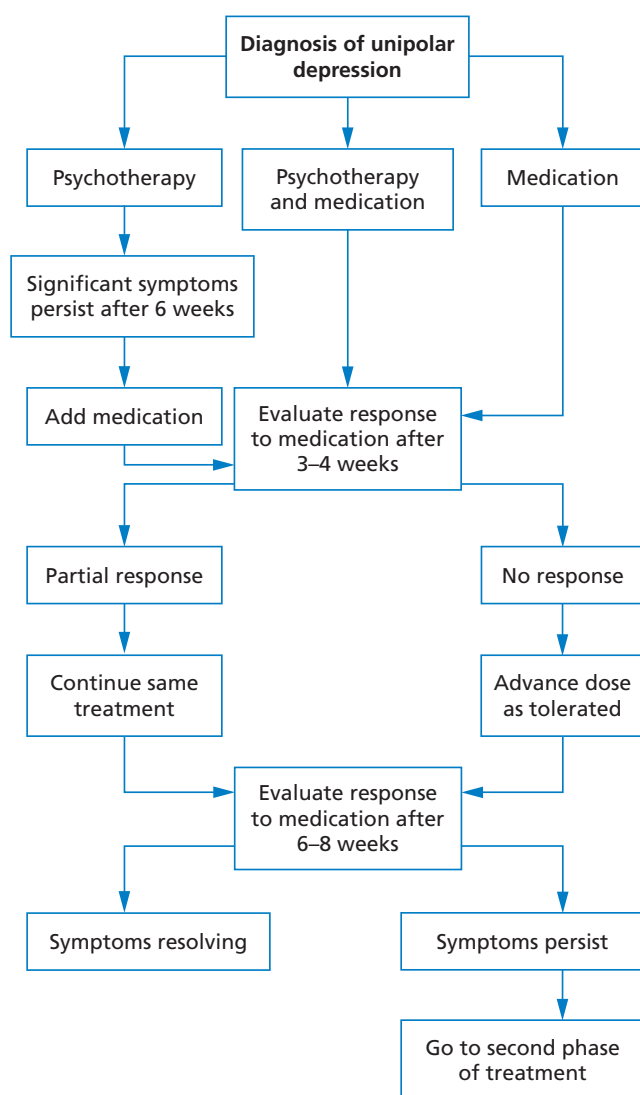 Diagnosis of unipolar
depression
Psychotherapy
Psychotherapy
and medication
Medication
Significant symptoms
persist after 6 weeks
Add medication
Evaluate response
to medication after
3–4 weeks
Partial response
No response
Continue same
treatment
Advance dose
as tolerated
Evaluate response
to medication after
6–8 weeks
Symptoms resolving
Symptoms persist
Go to second phase
of treatment